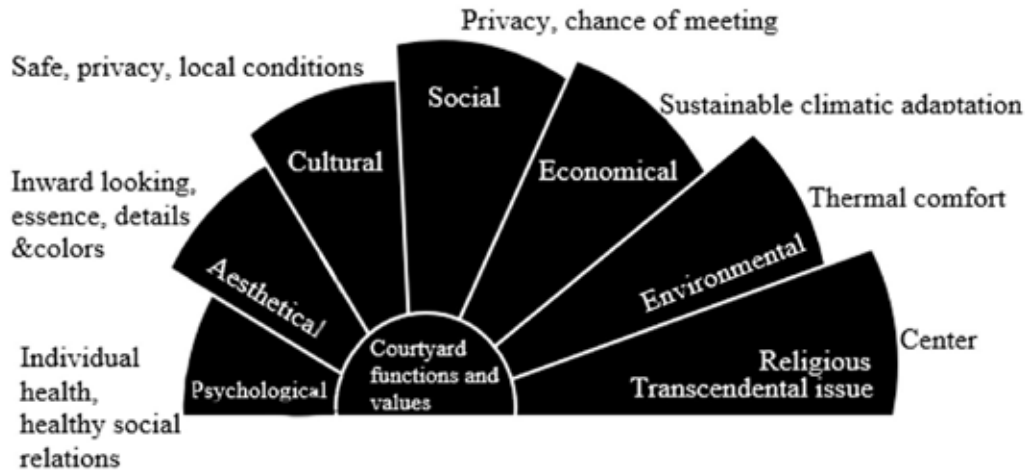 Privacy, chance of meeting
Safe, privacy, local conditions
Social
Sustainable climatic adaptation
Cultural
Economical
Inward looking,
essence, details
&colors
Thermal comfort
Aesthetical
Environmental
Center
Individual
health,
healthy social
relations
Psychological
Courtyard
functions and
values
Religious
Transcendental issue